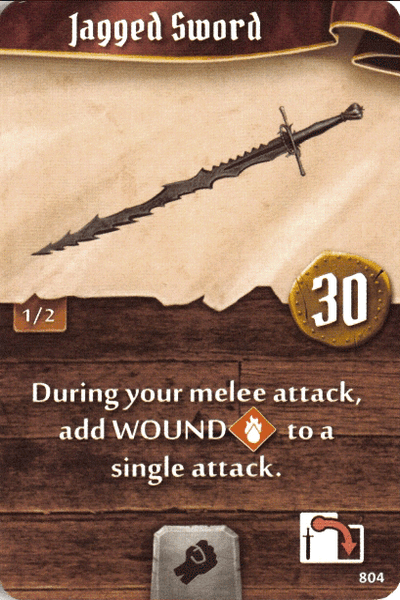 Jagged Sword
30
1/2
During your melee attack,
add WOUND to a
single attack.
804